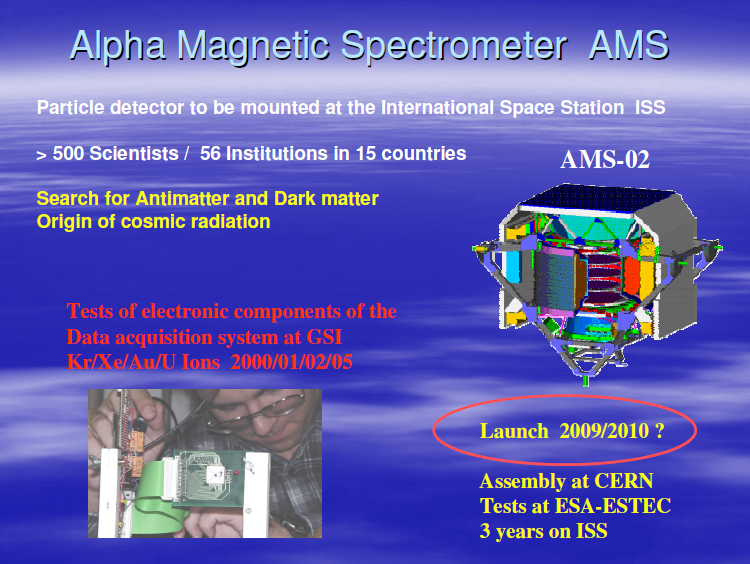 Alpha Magnetic Spectrometer AMS
Particle detector to be mounted at the International Space Station ISS
> 500 Scientists / 56 Institutions in 15 countries
AMS-02
Search for Antimatter and Dark matter
Origin of cosmic radiation
Tests of electronic components of the
Data acquisition system at GSI
Kr/Xe/Au/U Ions 2000/01/02/05
Launch 2009/2010 ?
Assembly at CERN
Tests at ESA-ESTEC
3 years on ISS